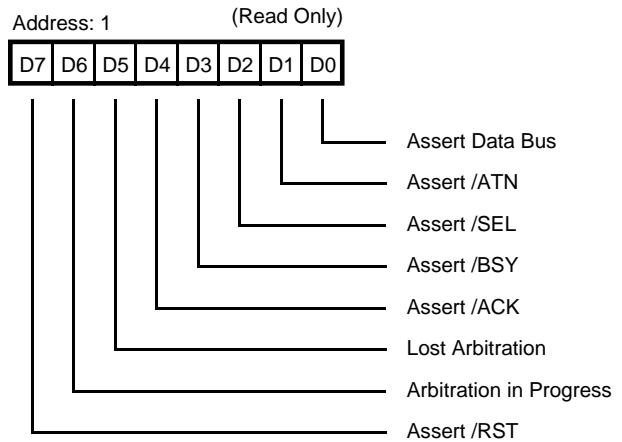 Address: 1 (Read Only)
D7 D6 D5 D4 D3 D2 D1 D0
Assert Data Bus
Assert /ATN
Assert /SEL
Assert /BSY
Assert /ACK
Lost Arbitration
Arbitration in Progress
Assert /RST